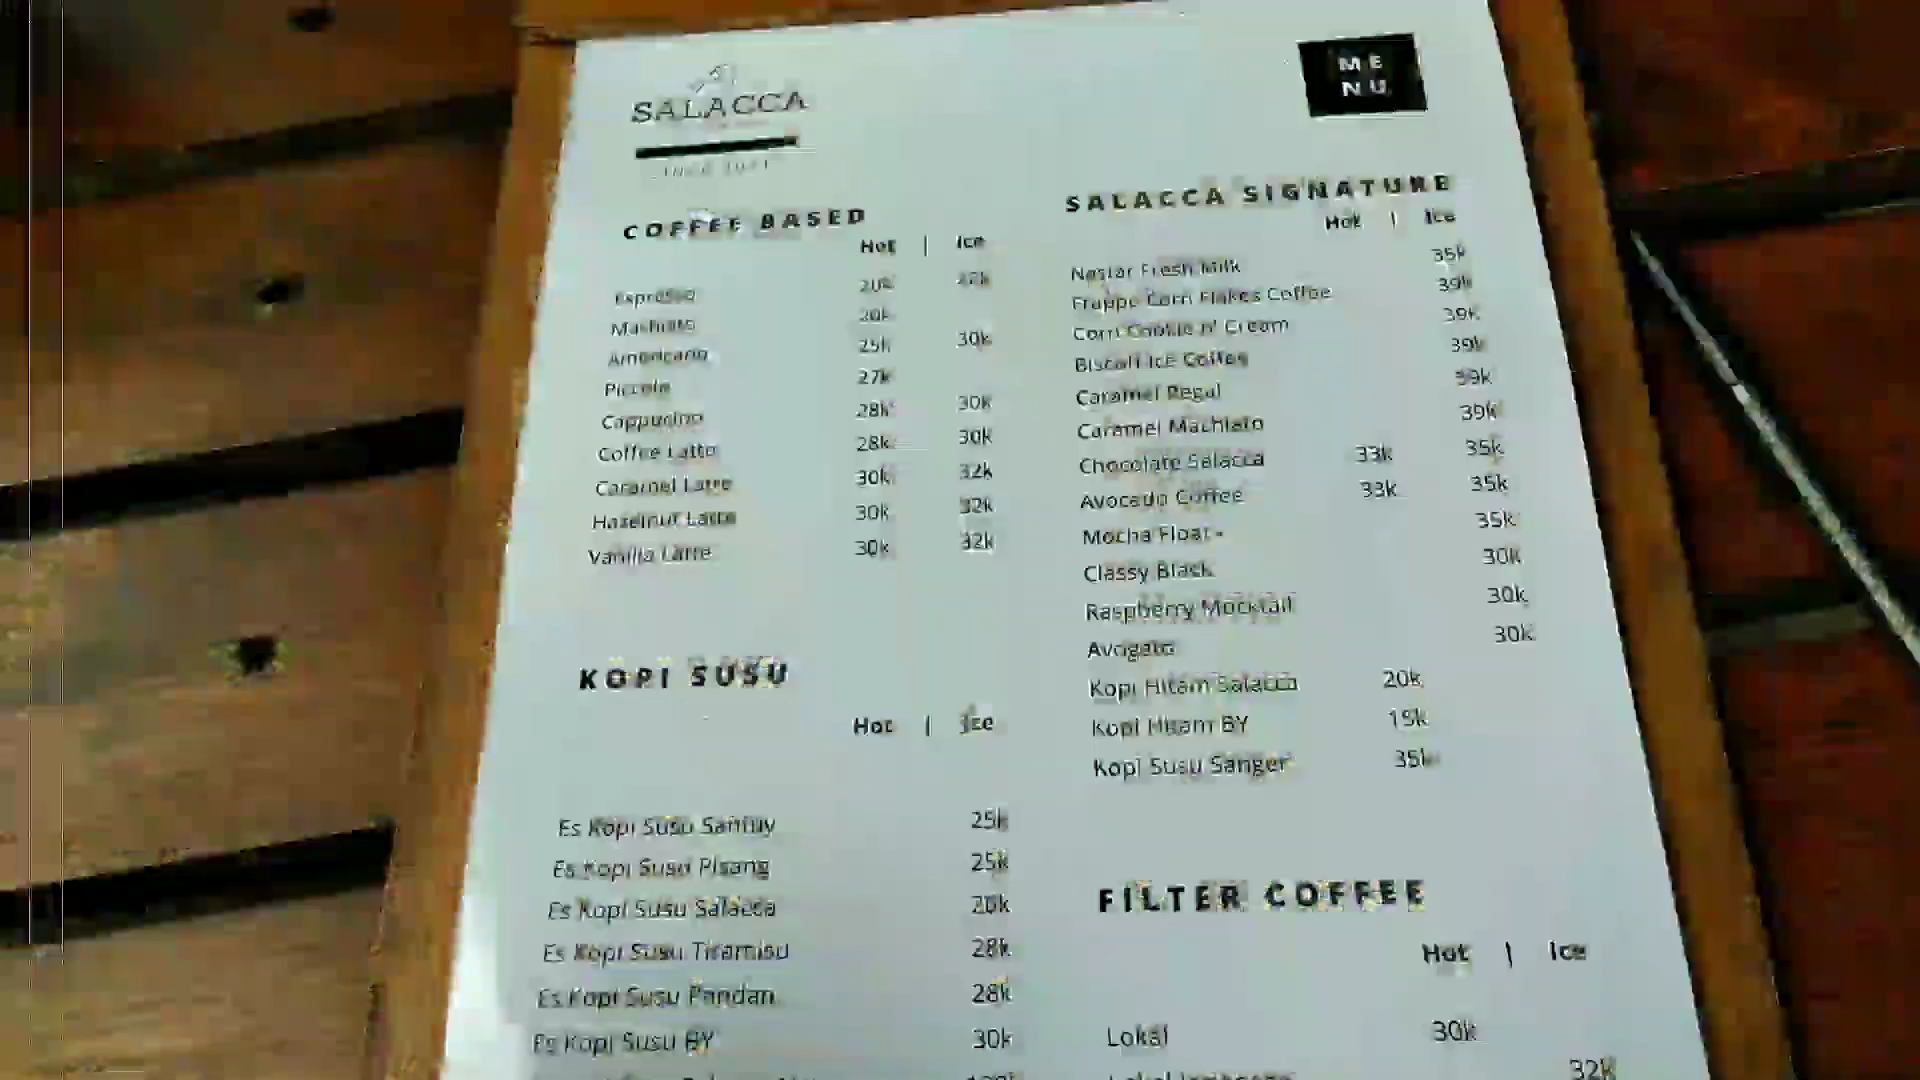 SALACCA
ME
NU
COFFEE BASED
Hot | Ice
Espresso 20k 22k
Machiato 20k
Americano 25k 30k
Piccolo 27k
Cappucino 28k 30k
Coffee Latte 28k 30k
Caramel Latte 30k 32k
Hazelnut Latte 30k 32k
Vanilla Latte 30k 32k
KOPI SUSU
Hot | Ice
Es Kopi Susu Santuy 25k
Es Kopi Susu Pisang 25k
Es Kopi Susu Salacca 20k
Es Kopi Susu Tiramisu 28k
Es Kopi Susu Pandan 28k
Es Kopi Susu BY 30k
SALACCA SIGNATURE
Hot | Ice
Fresh Milk 35k
Frappe Corn Flakes Coffee 39k
Corn Cookie n' Cream 39k
Biscoff Ice Coffee 39k
Caramel Regal 39k
Caramel Machiato 39k
Chocolate Salacca 33k 35k
Avocado Coffee 33k 35k
Mocha Float 35k
Classy Black 30k
Raspberry Mocktail 30k
Avogato 30k
Kopi Hitam Salacca 20k
Kopi Hitam BY 15k
Kopi Susu Sanger 35k
FILTER COFFEE
Hot | Ice
Lokal 30k
32k